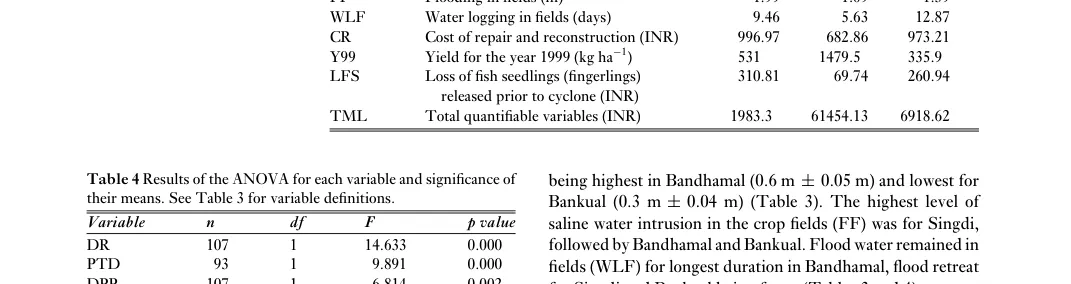 WLF Water logging in fields (days) 9.46 5.63 12.87
CR Cost of repair and reconstruction (INR) 996.97 682.86 973.21
Y99 Yield for the year 1999 (kg ha⁻¹) 531 1479.5 335.9
LFS Loss of fish seedlings (fingerlings) 310.81 69.74 260.94
released prior to cyclone (INR)
TML Total quantifiable variables (INR) 1983.3 61454.13 6918.62
Table 4 Results of the ANOVA for each variable and significance of
their means. See Table 3 for variable definitions.
Variable n df F p value
DR 107 1 14.633 0.000
PTD 93 1 9.891 0.000
DPP 107 1 6.814 0.002
being highest in Bandhamal (0.6 m ± 0.05 m) and lowest for
Bankual (0.3 m ± 0.04 m) (Table 3). The highest level of
saline water intrusion in the crop fields (FF) was for Singdi,
followed by Bandhamal and Bankual. Flood water remained in
fields (WLF) for longest duration in Bandhamal, flood retreat